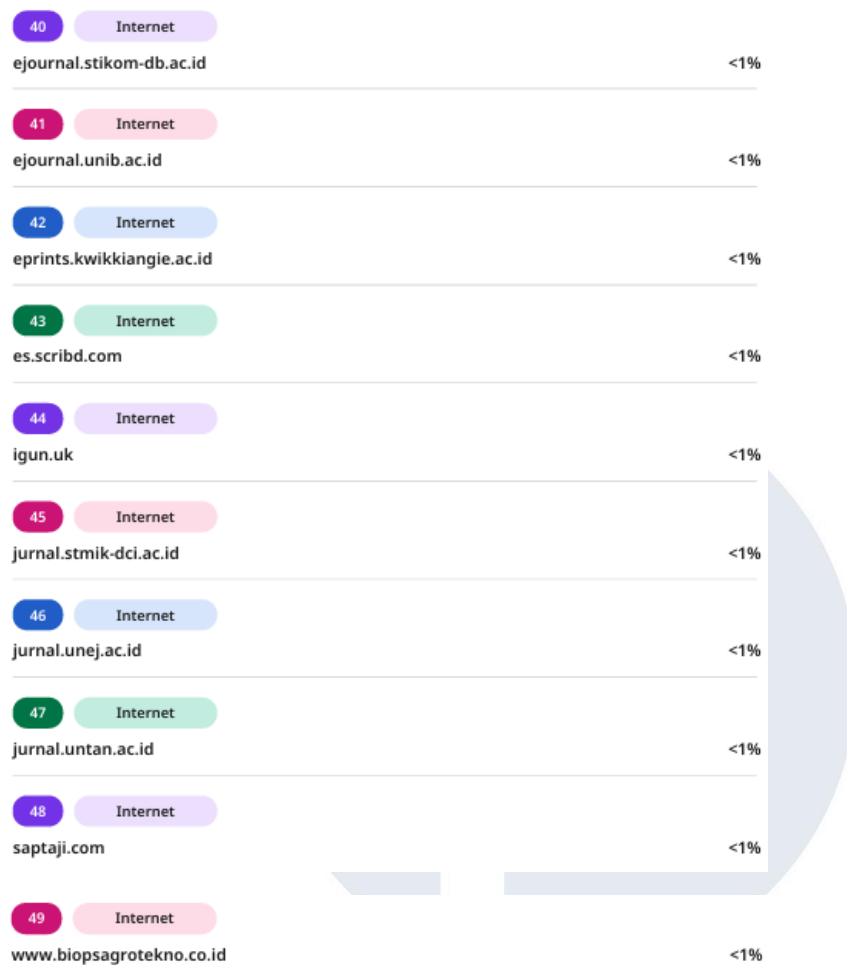 40 Internet
ejournal.stikom-db.ac.id <1%
41 Internet
ejournal.unib.ac.id <1%
42 Internet
eprints.kwikkiangie.ac.id <1%
43 Internet
es.scribd.com <1%
44 Internet
igun.uk <1%
45 Internet
jurnal.stmik-dci.ac.id <1%
46 Internet
jurnal.unej.ac.id <1%
47 Internet
jurnal.untan.ac.id <1%
48 Internet
saptaji.com <1%
49 Internet
www.biopsagrotekno.co.id <1%